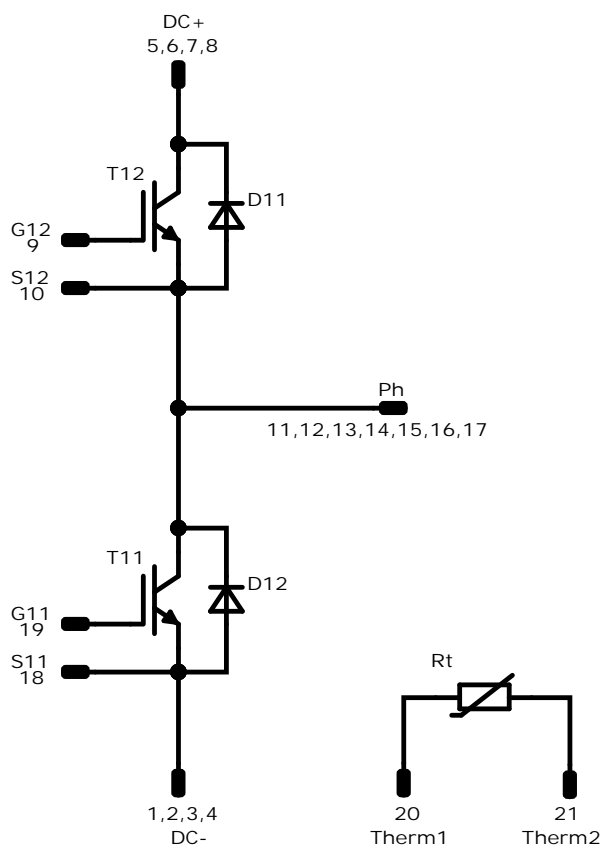 DC+
5,6,7,8
T12
D11
G12
9
S12
10
Ph
11,12,13,14,15,16,17
T11
D12
G11
19
S11
18
Rt
1,2,3,4
DC-
20
Therm1
21
Therm2